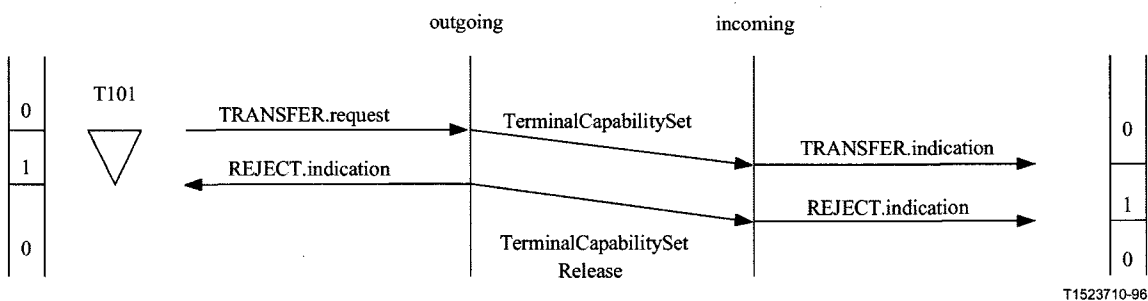 outgoing
incoming
T101
0
TRANSFER.request
TerminalCapabilitySet
0
TRANSFER.indication
1
REJECT.indication
REJECT.indication
1
0
TerminalCapabilitySet
Release
0
T1523710-96